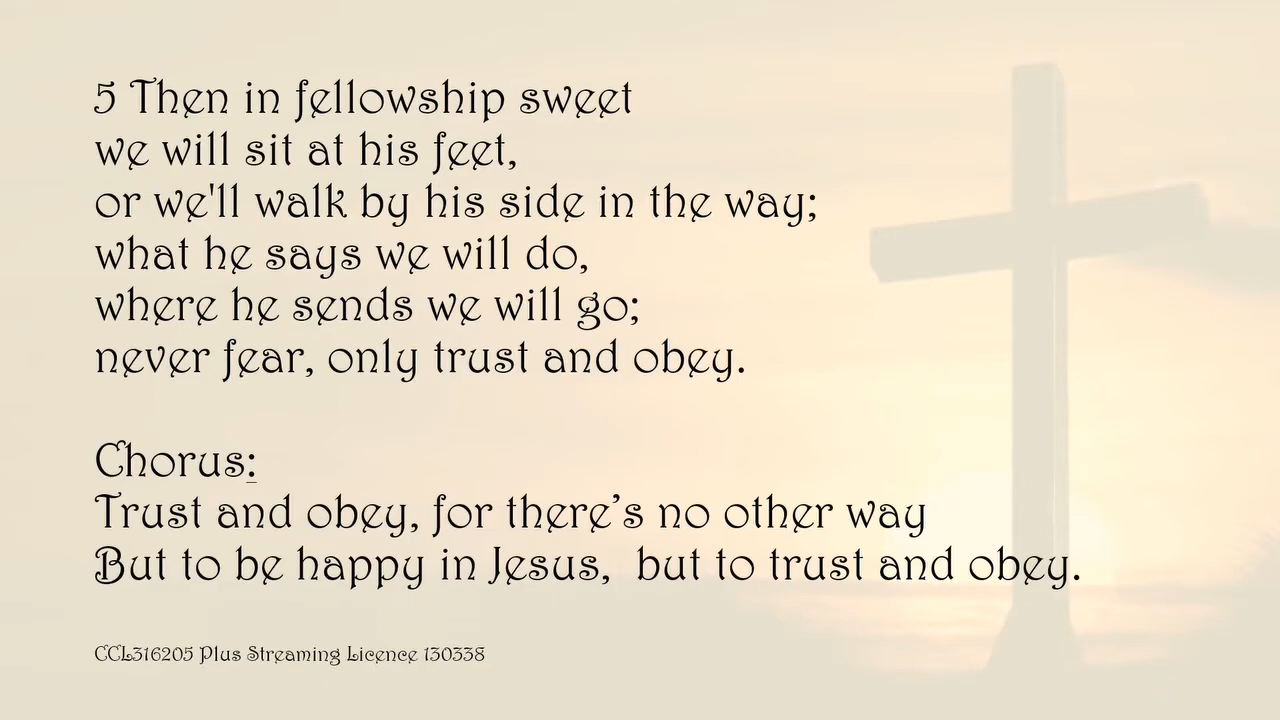 5 Then in fellowship sweet
we will sit at his feet,
or we'll walk by his side in the way;
what he says we will do,
where he sends we will go;
never fear, only trust and obey.
Chorus:
Trust and obey, for there’s no other way
But to be happy in Jesus,  but to trust and obey.
CCL316205 Plus Streaming Licence 130338